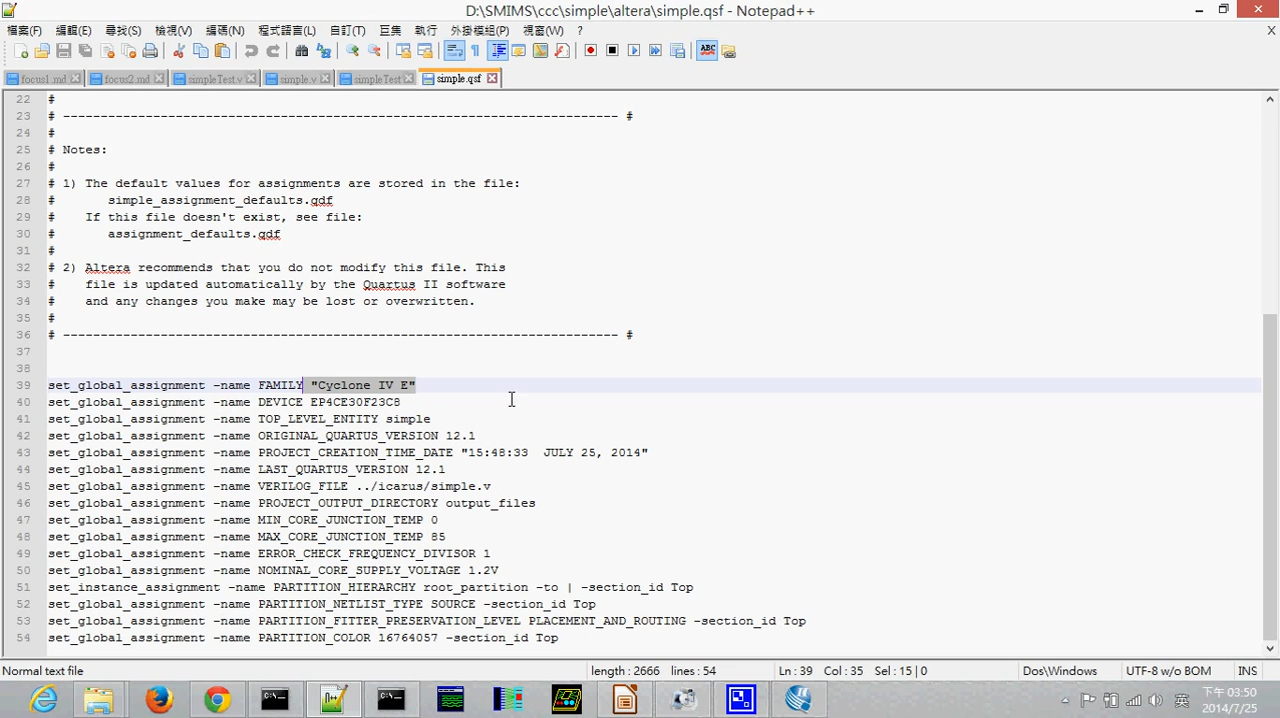 D:\SMIMS\ccc\simple\altera\simple.qsf - Notepad++
檔案(F) 編輯(E) 尋找(S) 檢視(V) 編碼(N) 程式語言(L) 自訂(T) 巨集 執行 外掛模組(P) 視窗(W) ? X
focus1.md focus2.md simpleTest.v simple.v simpleTest simple.qsf
22 #
23 # --------------------------------------------------------------------------- #
24 #
25 # Notes:
26 #
27 # 1) The default values for assignments are stored in the file:
28 # simple_assignment_defaults.qdf
29 # If this file doesn't exist, see file:
30 # assignment_defaults.qdf
31 #
32 # 2) Altera recommends that you do not modify this file. This
33 # file is updated automatically by the Quartus II software
34 # and any changes you make may be lost or overwritten.
35 #
36 # --------------------------------------------------------------------------- #
37
38
39 set_global_assignment -name FAMILY "Cyclone IV E"
40 set_global_assignment -name DEVICE EP4CE30F23C8
41 set_global_assignment -name TOP_LEVEL_ENTITY simple
42 set_global_assignment -name ORIGINAL_QUARTUS_VERSION 12.1
43 set_global_assignment -name PROJECT_CREATION_TIME_DATE "15:48:33 JULY 25, 2014"
44 set_global_assignment -name LAST_QUARTUS_VERSION 12.1
45 set_global_assignment -name VERILOG_FILE ../icarus/simple.v
46 set_global_assignment -name PROJECT_OUTPUT_DIRECTORY output_files
47 set_global_assignment -name MIN_CORE_JUNCTION_TEMP 0
48 set_global_assignment -name MAX_CORE_JUNCTION_TEMP 85
49 set_global_assignment -name ERROR_CHECK_FREQUENCY_DIVISOR 1
50 set_global_assignment -name NOMINAL_CORE_SUPPLY_VOLTAGE 1.2V
51 set_instance_assignment -name PARTITION_HIERARCHY root_partition -to | -section_id Top
52 set_global_assignment -name PARTITION_NETLIST_TYPE SOURCE -section_id Top
53 set_global_assignment -name PARTITION_FITTER_PRESERVATION_LEVEL PLACEMENT_AND_ROUTING -section_id Top
54 set_global_assignment -name PARTITION_COLOR 16764057 -section_id Top
Normal text file length : 2666 lines : 54 Ln : 39 Col : 35 Sel : 15 | 0 Dos\Windows UTF-8 w/o BOM INS
英 下午 03:50
2014/7/25